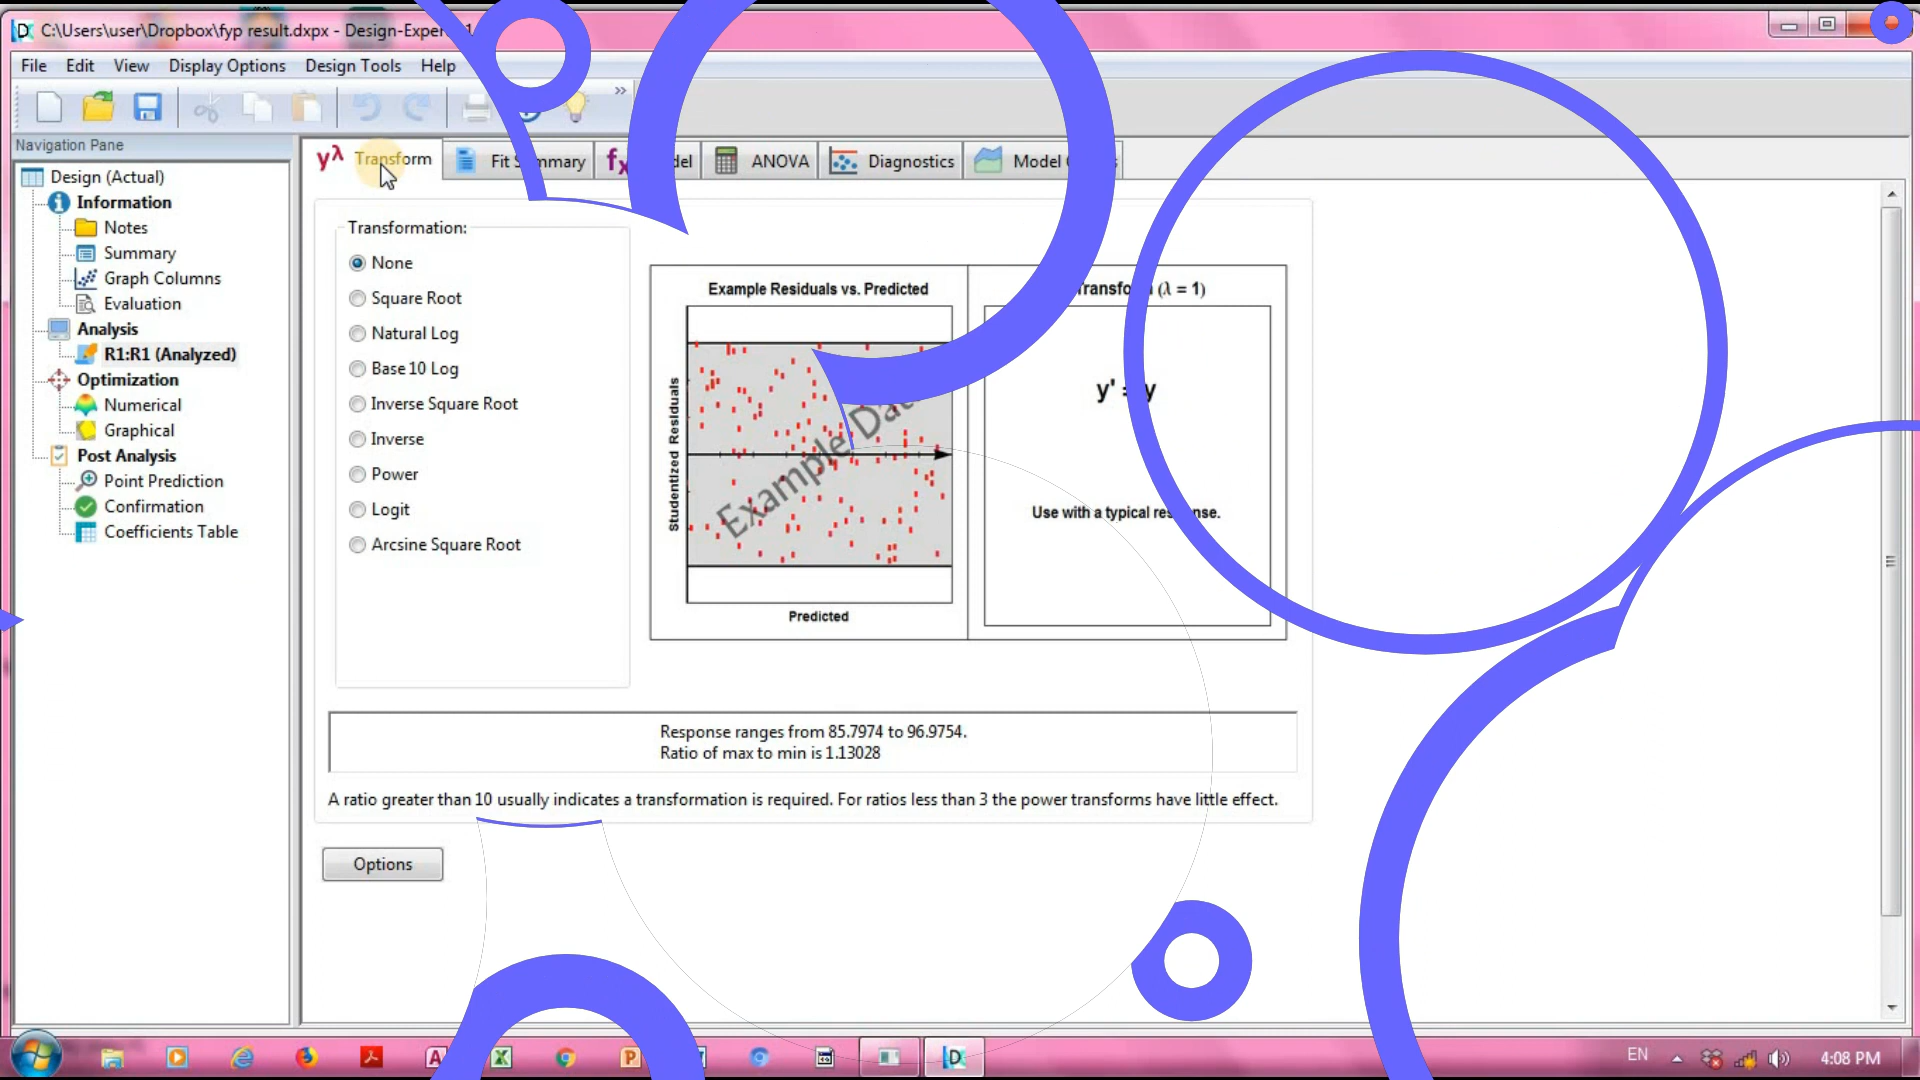 C:\Users\user\Dropbox\fyp result.dxpx - Design-Exper
File Edit View Display Options Design Tools Help
Navigation Pane
Design (Actual)
Information
Notes
Summary
Graph Columns
Evaluation
Analysis
R1:R1 (Analyzed)
Optimization
Numerical
Graphical
Post Analysis
Point Prediction
Confirmation
Coefficients Table
yλ Transform
Fit
ANOVA
Diagnostics
Model
Transformation:
None
Square Root
Natural Log
Base 10 Log
Inverse Square Root
Inverse
Power
Logit
Arcsine Square Root
Example Residuals vs. Predicted
Studentized Residuals
Example
Predicted
(λ = 1)
y' = y
Use with a typical response.
Response ranges from 85.7974 to 96.9754.
Ratio of max to min is 1.13028
A ratio greater than 10 usually indicates a transformation is required. For ratios less than 3 the power transforms have little effect.
Options
EN
4:08 PM